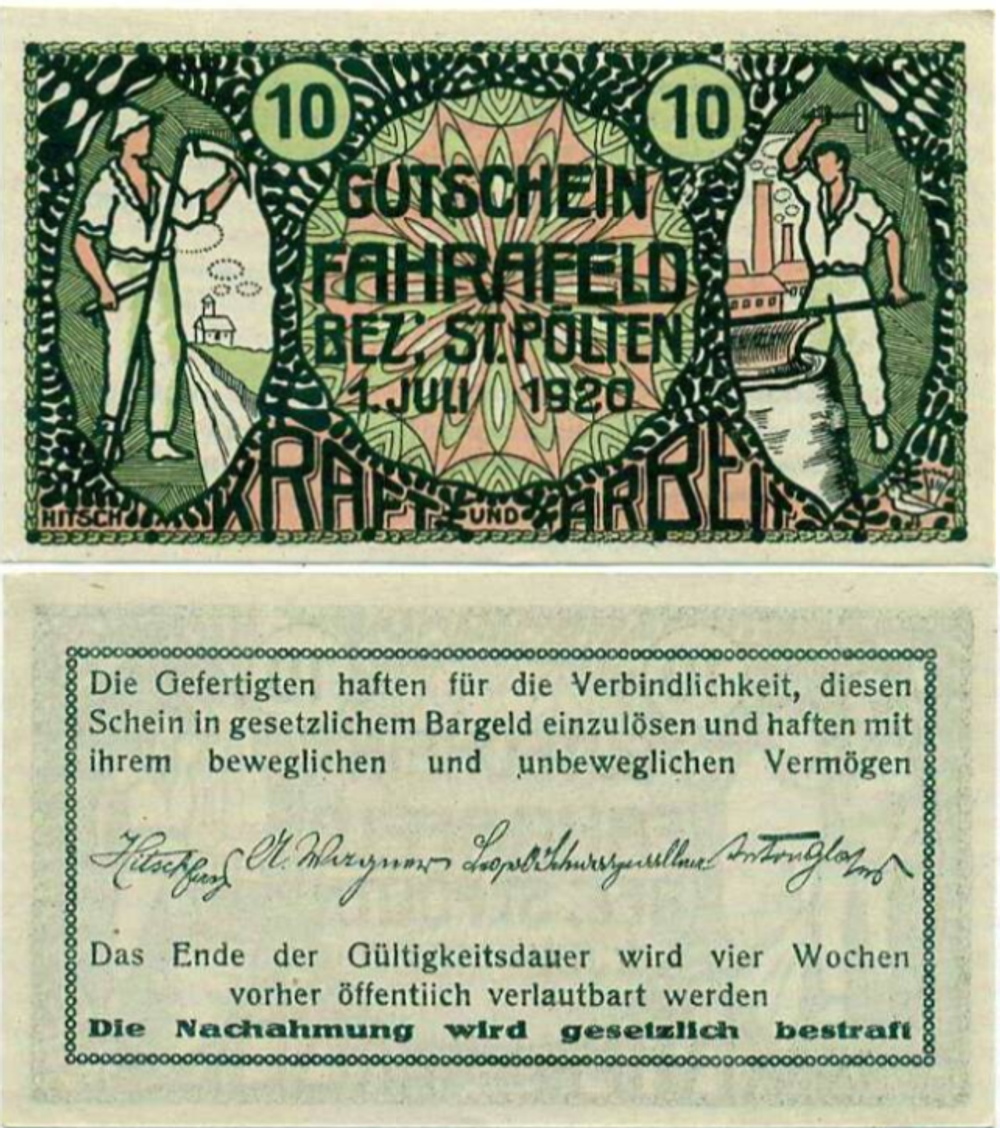 10 10
GUTSCHEIN
FAHRAFELD
BEZ. ST. PÖLTEN
1. JULI 1920
HITSCH KRAFT UND ARBEIT
Die Gefertigten haften für die Verbindlichkeit, diesen
Schein in gesetzlichem Bargeld einzulösen und haften mit
ihrem beweglichen und unbeweglichen Vermögen
A. Wagner
Das Ende der Gültigkeitsdauer wird vier Wochen
vorher öffentiich verlautbart werden
Die Nachahmung wird gesetzlich bestraft